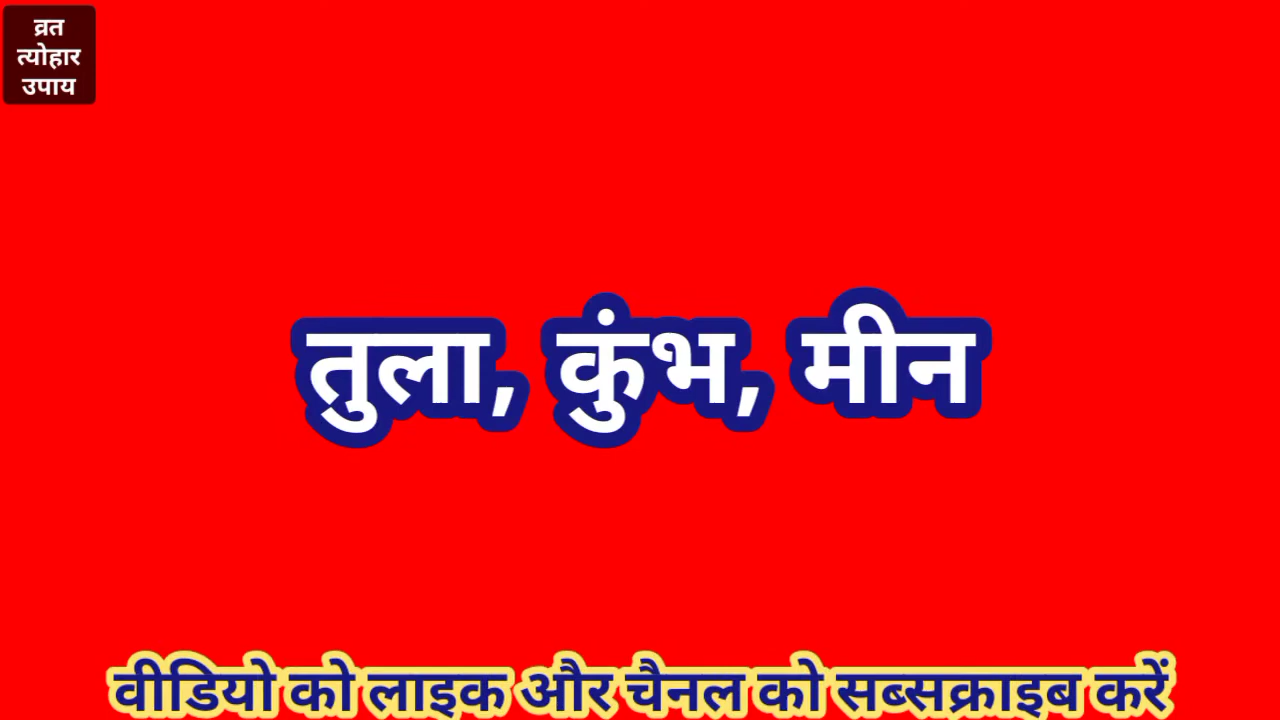 व्रत
त्योहार
उपाय
तुला, कुंभ, मीन
वीडियो को लाइक और चैनल को सब्सक्राइब करें